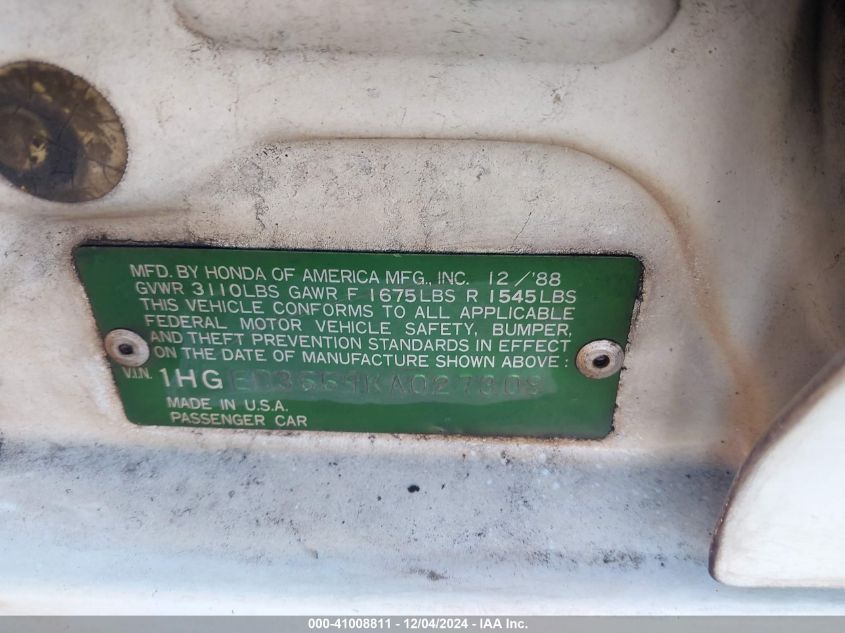 MFD. BY HONDA OF AMERICA MFG., INC. 12/'88
GVWR 3110LBS GAWR F 1675LBS R 1545LBS
THIS VEHICLE CONFORMS TO ALL APPLICABLE
FEDERAL MOTOR VEHICLE SAFETY, BUMPER,
AND THEFT PREVENTION STANDARDS IN EFFECT
ON THE DATE OF MANUFACTURE SHOWN ABOVE :
V.I.N. 1HG
MADE IN U.S.A.
PASSENGER CAR
000-41008811 - 12/04/2024 - IAA Inc.